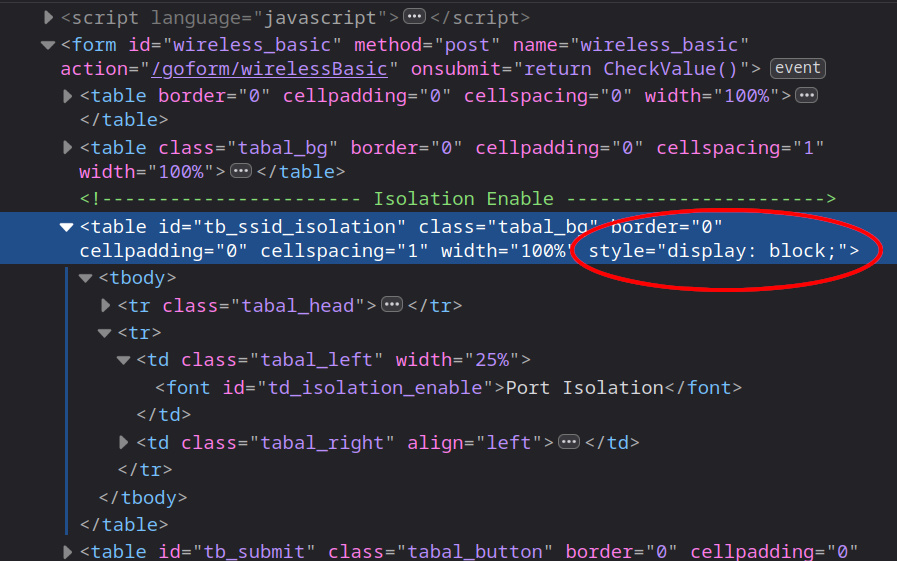 <script language="javascript"> ••• </script>
<form id="wireless_basic" method="post" name="wireless_basic"
action="/goform/wirelessBasic" onsubmit="return CheckValue()"> event
<table border="0" cellpadding="0" cellspacing="0" width="100%"> •••
</table>
<table class="tabal_bg" border="0" cellpadding="0" cellspacing="1"
width="100%"> ••• </table>
<!----------------------- Isolation Enable ----------------------->
<table id="tb_ssid_isolation" class="tabal_bg" border="0"
cellpadding="0" cellspacing="1" width="100%" style="display: block;">
<tbody>
<tr class="tabal_head"> ••• </tr>
<tr>
<td class="tabal_left" width="25%">
<font id="td_isolation_enable">Port Isolation</font>
</td>
<td class="tabal_right" align="left"> ••• </td>
</tr>
</tbody>
</table>
<table id="tb_submit" class="tabal_button" border="0" cellpadding="0"